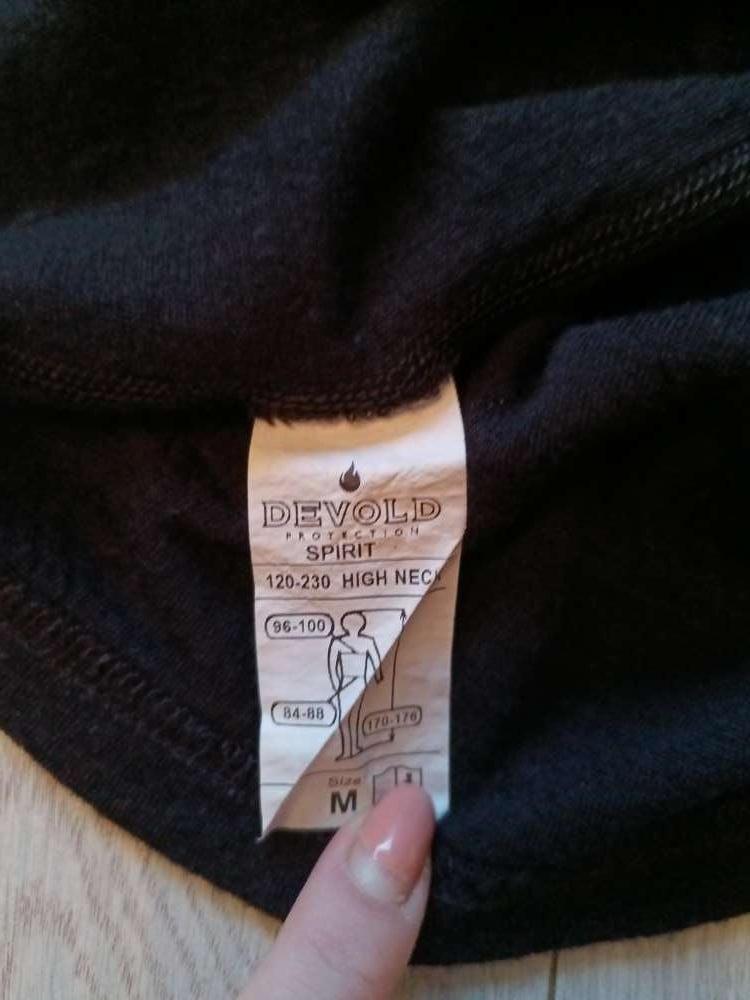 DEVOLD
PROTECTION
SPIRIT
120-230 HIGH NECK
96-100
84-88
170-176
Size
M